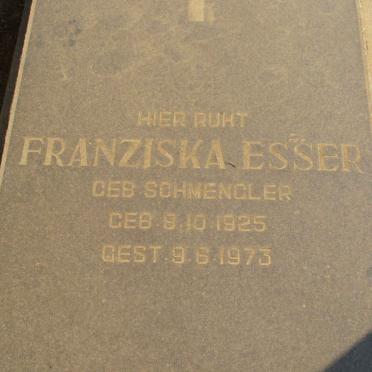 HIER RUHT
FRANZISKA ESSER
GEB SCHMENGLER
GEB. 8.10.1925
GEST. 9.6.1973